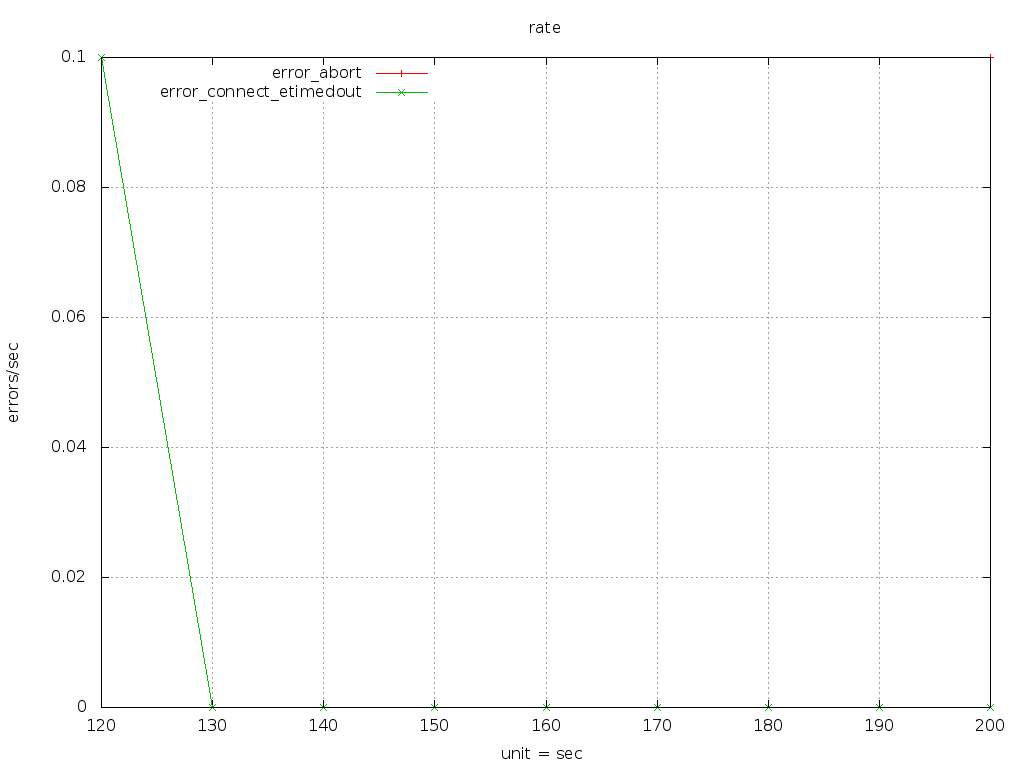 rate
0.1
error_abort
error_connect_etimedout
0.08
0.06
errors/sec
0.04
0.02
0
120 130 140 150 160 170 180 190 200
unit = sec